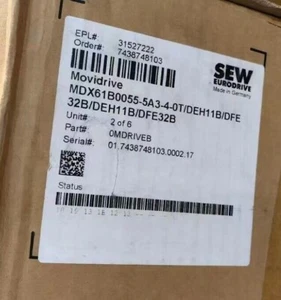 EPL#: 31527222
Order#: 7438748103
Movidrive
MDX61B0055-5A3-4-0T/DEH11B/DFE
32B/DEH11B/DFE32B
Unit#: 2 of 6
Part#: 0MDRIVEB
Serial#: 01.7438748103.0002.17
Status
SEW
EURODRIVE
Made in Germany